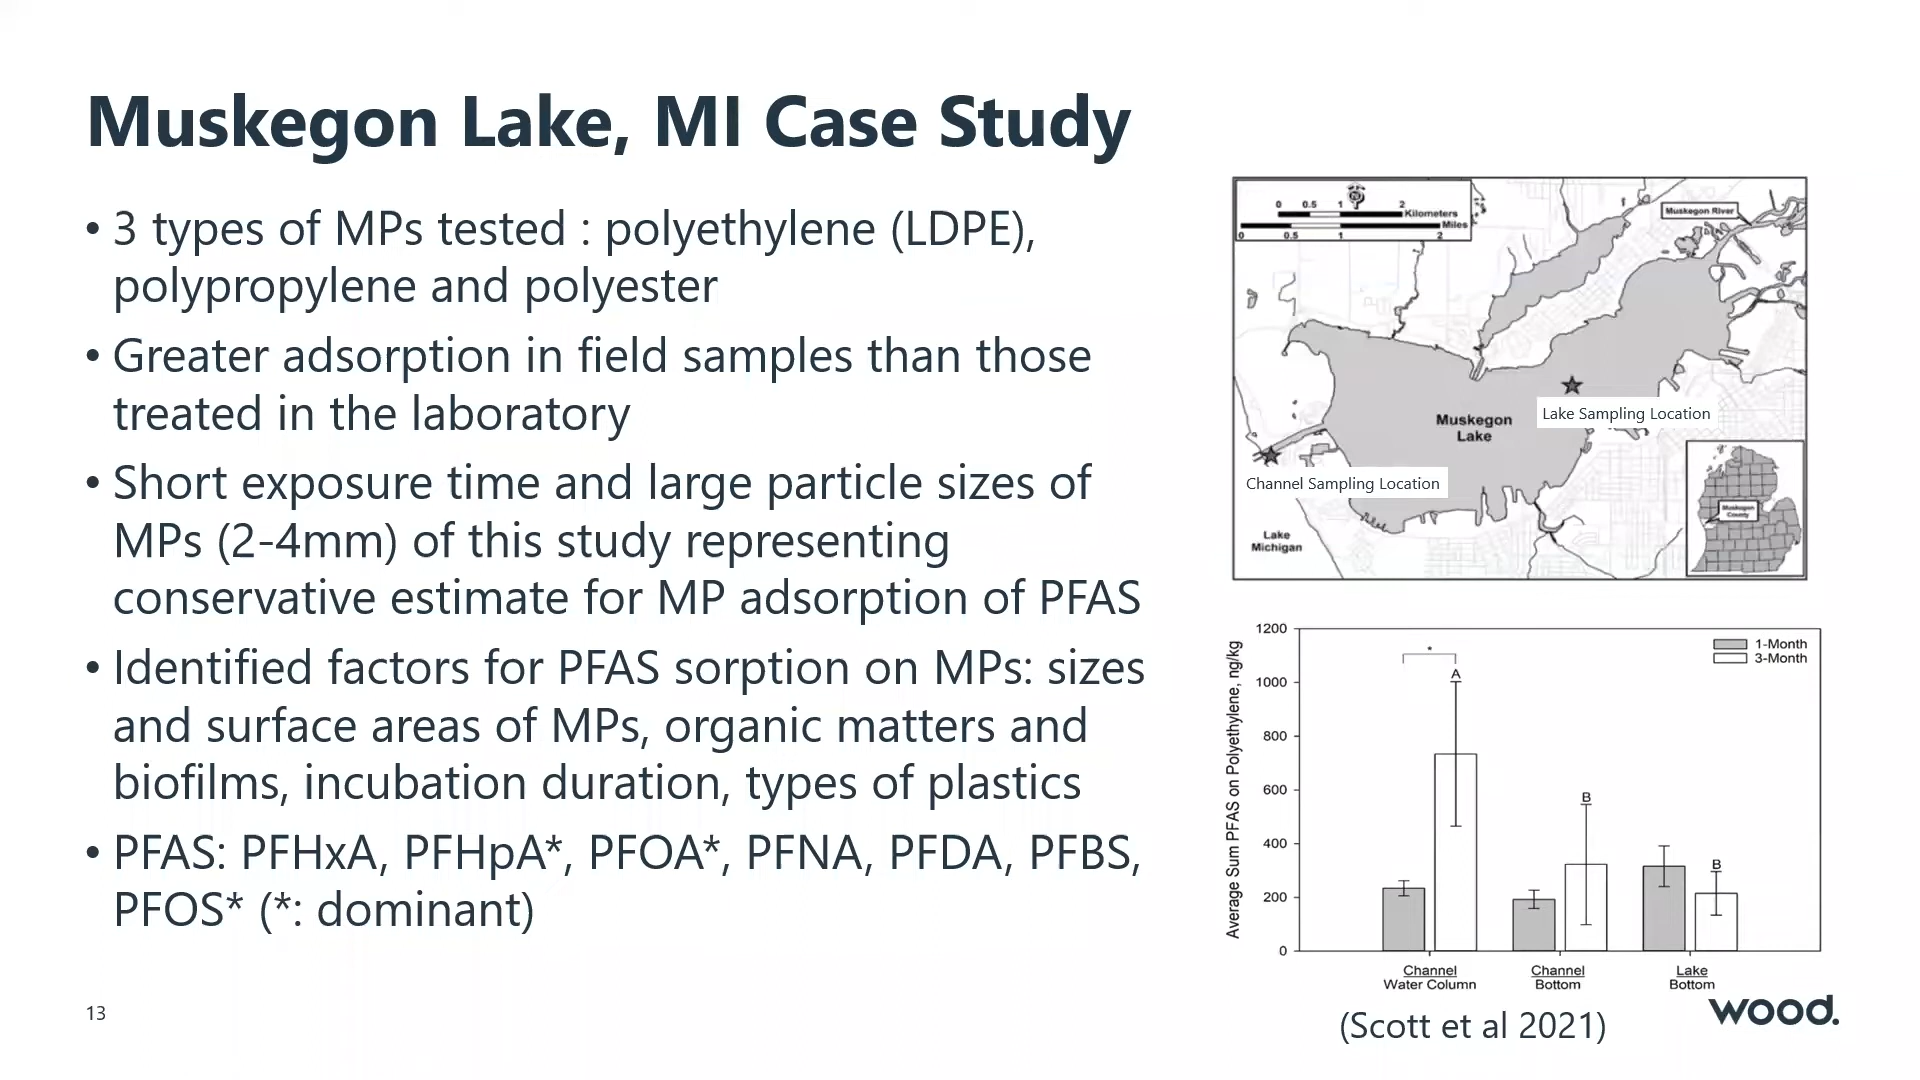 Muskegon Lake, MI Case Study
• 3 types of MPs tested : polyethylene (LDPE),
polypropylene and polyester
• Greater adsorption in field samples than those
treated in the laboratory
• Short exposure time and large particle sizes of
MPs (2-4mm) of this study representing
conservative estimate for MP adsorption of PFAS
• Identified factors for PFAS sorption on MPs: sizes
and surface areas of MPs, organic matters and
biofilms, incubation duration, types of plastics
• PFAS: PFHxA, PFHpA*, PFOA*, PFNA, PFDA, PFBS,
PFOS* (*: dominant)
13
0 0.5 1 2
Kilometers
Miles
0 0.5 1 2
Muskegon River
Lake Sampling Location
Muskegon
Lake
Channel Sampling Location
Lake
Michigan
Muskegon
County
Average Sum PFAS on Polyethylene, ng/kg
1200
1000
800
600
400
200
0
1-Month
3-Month
*
A
B
B
Channel
Water Column
Channel
Bottom
Lake
Bottom
(Scott et al 2021)
wood.